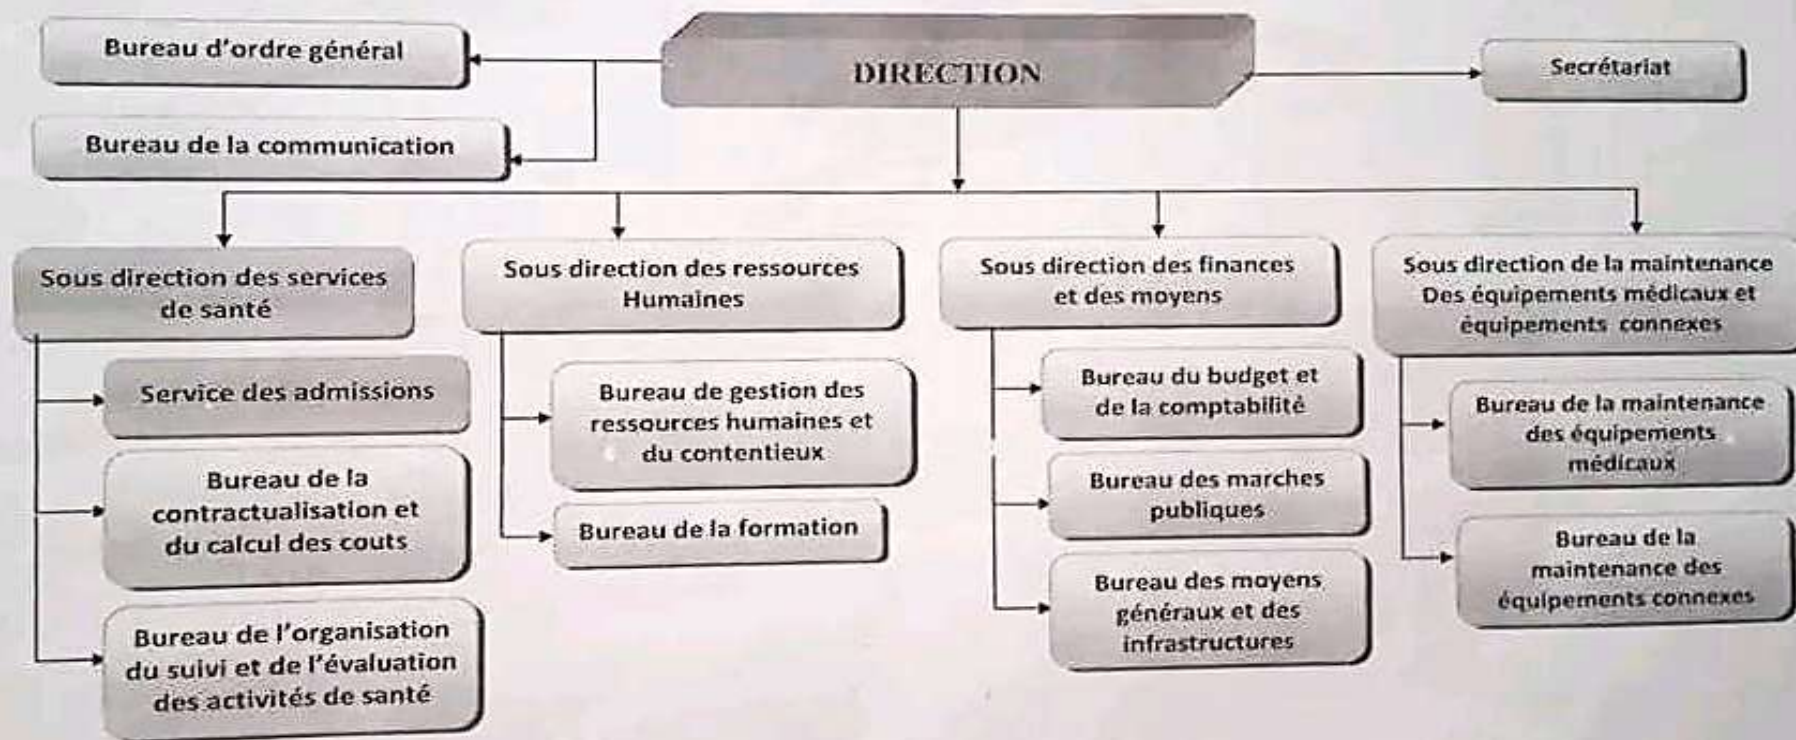 Bureau d'ordre général
DIRECTION
Secrétariat
Bureau de la communication
Sous direction des services
de santé
Service des admissions
Bureau de la
contractualisation et
du calcul des couts
Bureau de l'organisation
du suivi et de l'évaluation
des activités de santé
Sous direction des ressources
Humaines
Bureau de gestion des
ressources humaines et
du contentieux
Bureau de la formation
Sous direction des finances
et des moyens
Bureau du budget et
de la comptabilité
Bureau des marches
publiques
Bureau des moyens
généraux et des
infrastructures
Sous direction de la maintenance
Des équipements médicaux et
équipements connexes
Bureau de la maintenance
des équipements
médicaux
Bureau de la
maintenance des
équipements connexes